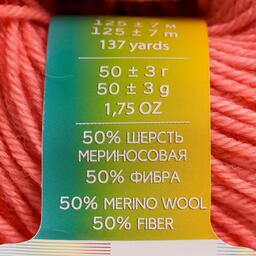 125 ± 7 м
125 ± 7 m
137 yards
50 ± 3 г
50 ± 3 g
1,75 OZ
50% ШЕРСТЬ
МЕРИНОСОВАЯ
50% ФИБРА
50% MERINO WOOL
50% FIBER